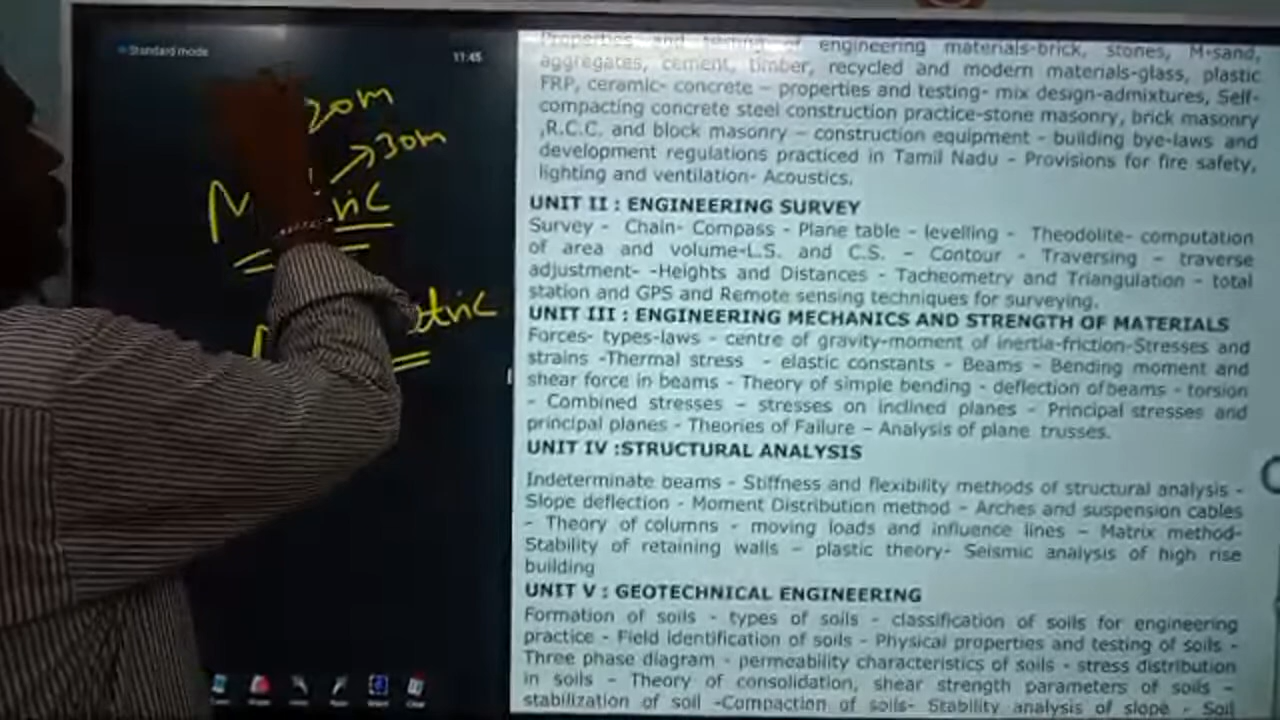 Standard mode
11:45
20m
30m
ric
etric
Properties and testing of engineering materials-brick, stones, M-sand,
aggregates, cement, timber, recycled and modern materials-glass, plastic
FRP, ceramic- concrete – properties and testing- mix design-admixtures, Self-
compacting concrete steel construction practice-stone masonry, brick masonry
,R.C.C. and block masonry – construction equipment - building bye-laws and
development regulations practiced in Tamil Nadu - Provisions for fire safety,
lighting and ventilation- Acoustics.
UNIT II : ENGINEERING SURVEY
Survey - Chain- Compass - Plane table - levelling - Theodolite- computation
of area and volume-L.S. and C.S. – Contour - Traversing – traverse
adjustment- -Heights and Distances - Tacheometry and Triangulation – total
station and GPS and Remote sensing techniques for surveying.
UNIT III : ENGINEERING MECHANICS AND STRENGTH OF MATERIALS
Forces- types-laws - centre of gravity-moment of inertia-friction-Stresses and
strains -Thermal stress - elastic constants - Beams - Bending moment and
shear force in beams - Theory of simple bending - deflection of beams - torsion
- Combined stresses – stresses on inclined planes - Principal stresses and
principal planes - Theories of Failure – Analysis of plane trusses.
UNIT IV :STRUCTURAL ANALYSIS
Indeterminate beams - Stiffness and flexibility methods of structural analysis -
Slope deflection - Moment Distribution method – Arches and suspension cables
- Theory of columns - moving loads and influence lines – Matrix method-
Stability of retaining walls – plastic theory- Seismic analysis of high rise
building
UNIT V : GEOTECHNICAL ENGINEERING
Formation of soils - types of soils - classification of soils for engineering
practice - Field identification of soils - Physical properties and testing of soils -
Three phase diagram - permeability characteristics of soils - stress distribution
in soils – Theory of consolidation, shear strength parameters of soils –
stabilization of soil -Compaction of soils- Stability analysis of slope - Soil